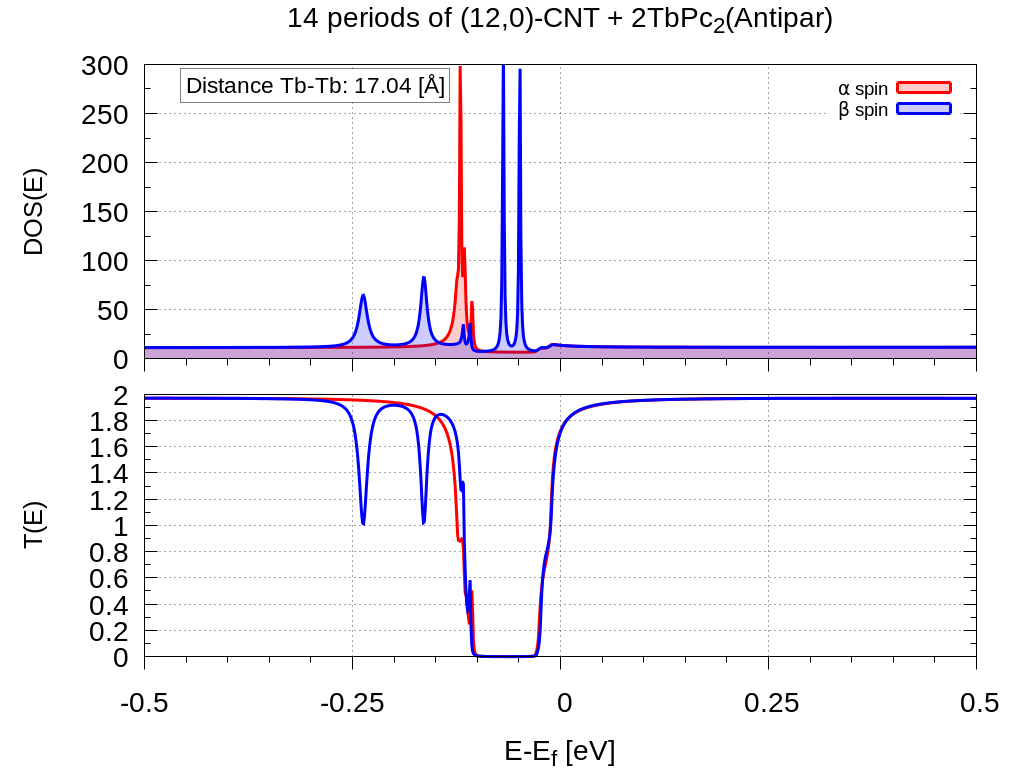 14 periods of (12,0)-CNT + 2TbPc2(Antipar)
Distance Tb-Tb: 17.04 [Å]
α spin
β spin
DOS(E)
300
250
200
150
100
50
0
T(E)
2
1.8
1.6
1.4
1.2
1
0.8
0.6
0.4
0.2
0
-0.5 -0.25 0 0.25 0.5
E-Ef [eV]